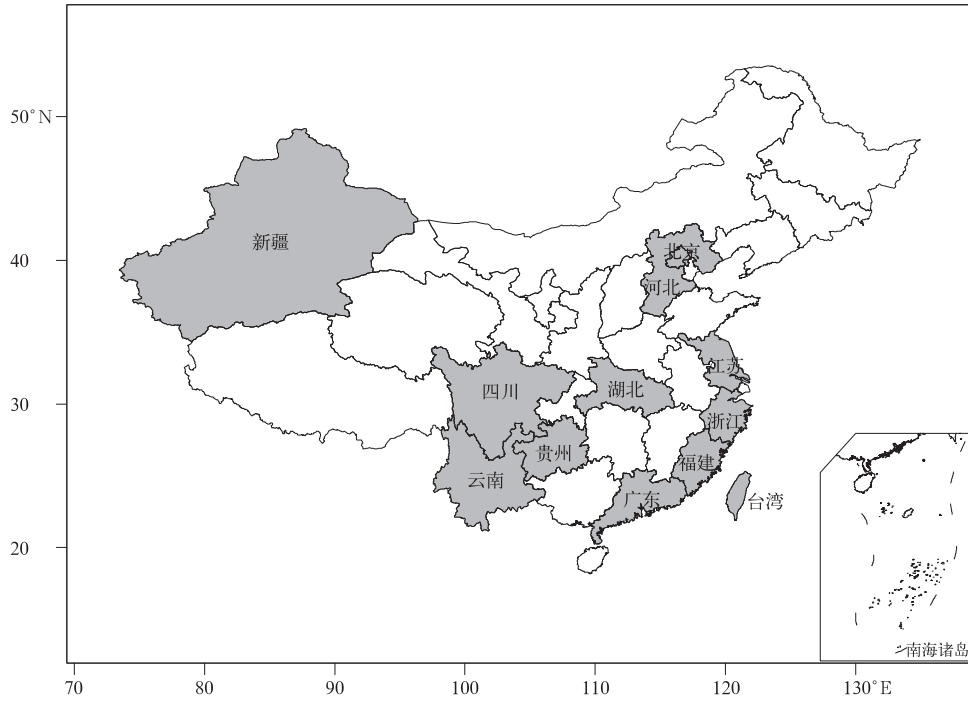 50°N
40
30
20
新疆
北京
河北
江苏
四川
湖北
浙江
贵州
福建
云南
广东
台湾
南海诸岛
70
80
90
100
110
120
130°E